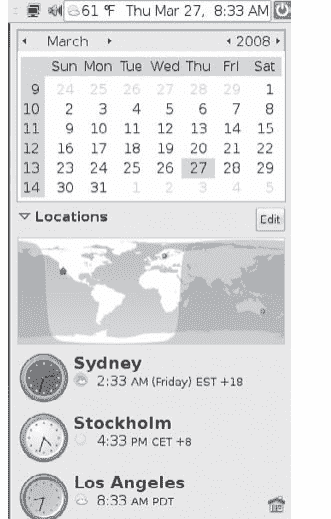 61 °F Thu Mar 27, 8:33 AM
March 2008
Sun Mon Tue Wed Thu Fri Sat
9 24 25 26 27 28 29 1
10 2 3 4 5 6 7 8
11 9 10 11 12 13 14 15
12 16 17 18 19 20 21 22
13 23 24 25 26 27 28 29
14 30 31 1 2 3 4 5
Locations Edit
Sydney
2:33 AM (Friday) EST +18
Stockholm
4:33 PM CET +8
Los Angeles
8:33 AM PDT